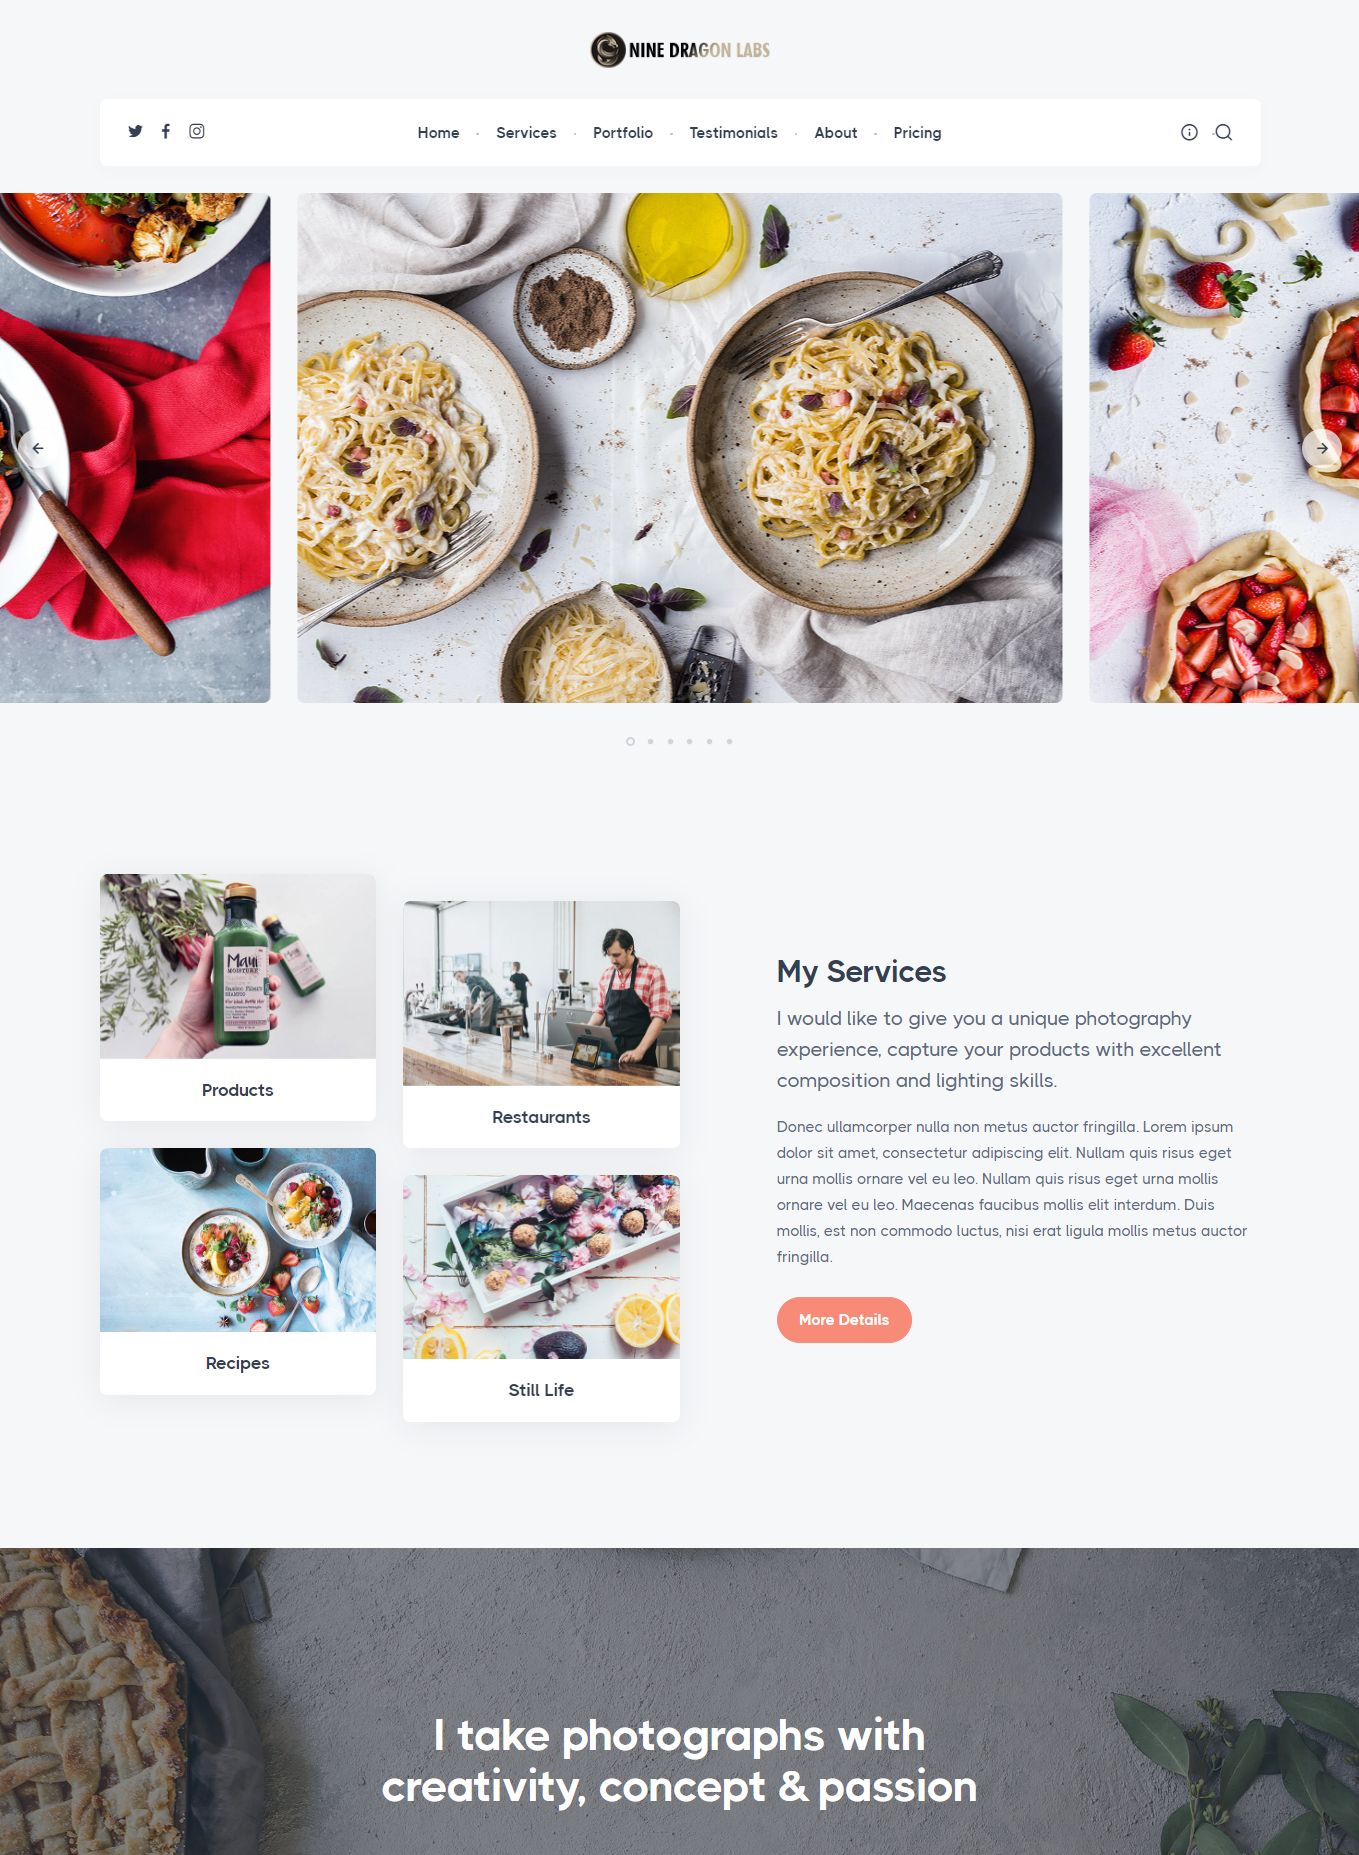 NINE DRAGON LABS
Home · Services · Portfolio · Testimonials · About · Pricing
Maui
MOISTURE
SHAMPOO
Products
Restaurants
Recipes
Still Life
My Services
I would like to give you a unique photography
experience, capture your products with excellent
composition and lighting skills.
Donec ullamcorper nulla non metus auctor fringilla. Lorem ipsum
dolor sit amet, consectetur adipiscing elit. Nullam quis risus eget
urna mollis ornare vel eu leo. Nullam quis risus eget urna mollis
ornare vel eu leo. Maecenas faucibus mollis elit interdum. Duis
mollis, est non commodo luctus, nisi erat ligula mollis metus auctor
fringilla.
More Details
I take photographs with
creativity, concept & passion